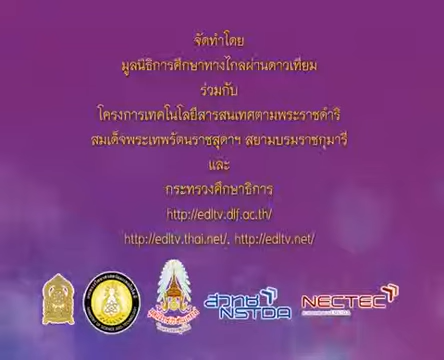 จัดทำโดย
มูลนิธิการศึกษาทางไกลผ่านดาวเทียม
ร่วมกับ
โครงการเทคโนโลยีสารสนเทศตามพระราชดำริ
สมเด็จพระเทพรัตนราชสุดาฯ สยามบรมราชกุมารี
และ
กระทรวงศึกษาธิการ
http://edltv.dlf.ac.th/
http://edltv.thai.net/, http://edltv.net/
สวทช NSTDA
NECTEC